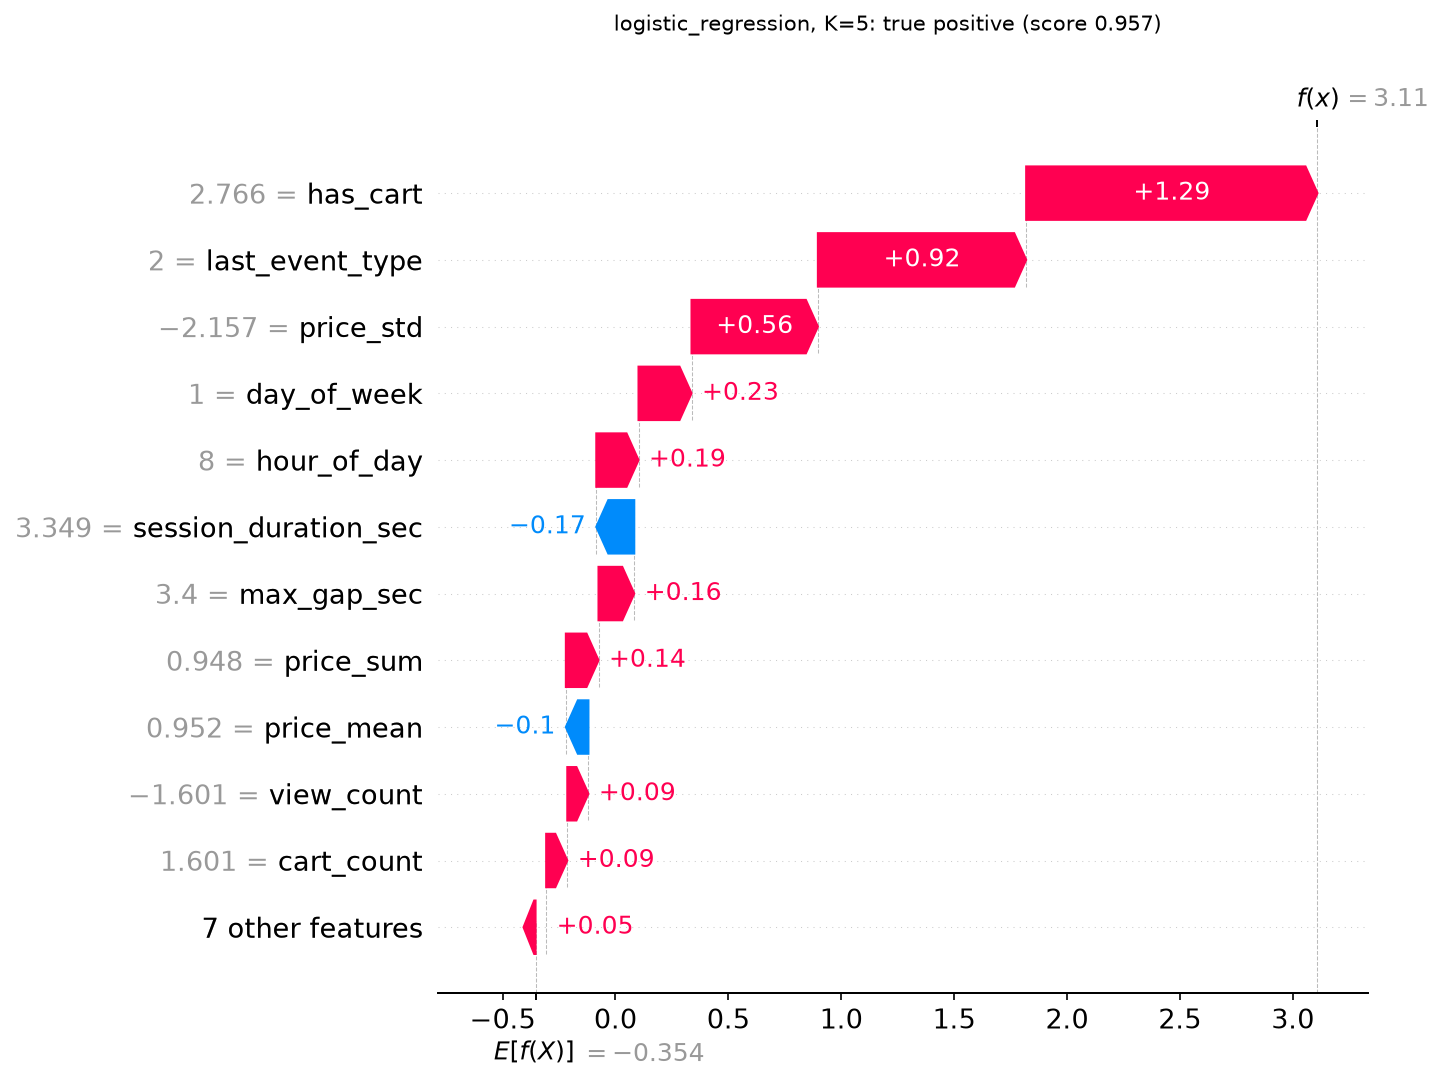 logistic_regression, K=5: true positive (score 0.957)
f(x) = 3.11
2.766 = has_cart +1.29
2 = last_event_type +0.92
−2.157 = price_std +0.56
1 = day_of_week +0.23
8 = hour_of_day +0.19
3.349 = session_duration_sec −0.17
3.4 = max_gap_sec +0.16
0.948 = price_sum +0.14
0.952 = price_mean −0.1
−1.601 = view_count +0.09
1.601 = cart_count +0.09
7 other features +0.05
−0.5 0.0 0.5 1.0 1.5 2.0 2.5 3.0
E[f(X)] = −0.354